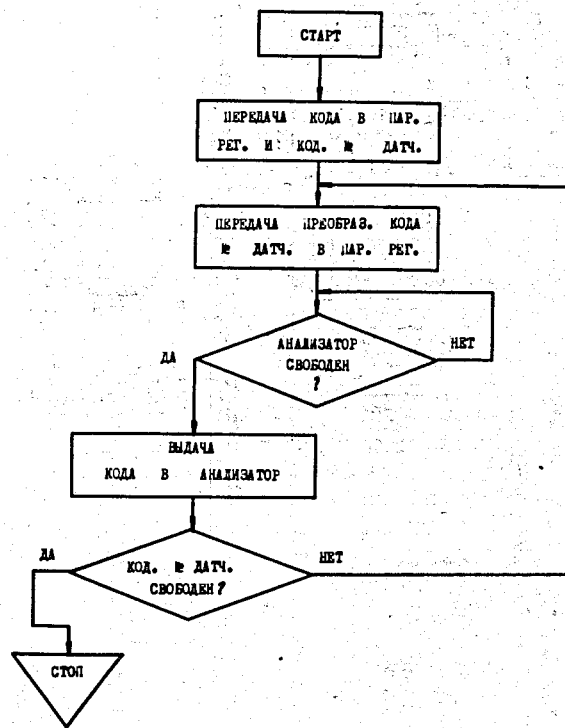 СТАРТ
ПЕРЕДАЧА КОДА В ПАР.
РЕГ. И КОД. № ДАТЧ.
ПЕРЕДАЧА ПРЕОБРАЗ. КОДА
№ ДАТЧ. В ПАР. РЕГ.
АНАЛИЗАТОР
СВОБОДЕН
?
ДА
НЕТ
ВЫДАЧА
КОДА В АНАЛИЗАТОР
ДА
КОД. № ДАТЧ.
СВОБОДЕН?
НЕТ
СТОП